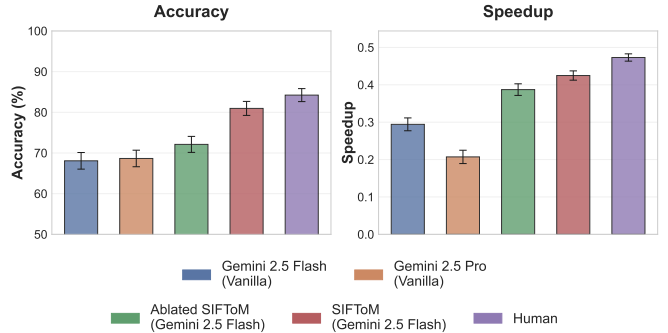 Accuracy
Accuracy (%)
100
90
80
70
60
50
Speedup
Speedup
0.5
0.4
0.3
0.2
0.1
0.0
Gemini 2.5 Flash
(Vanilla)
Gemini 2.5 Pro
(Vanilla)
Ablated SIFToM
(Gemini 2.5 Flash)
SIFToM
(Gemini 2.5 Flash)
Human